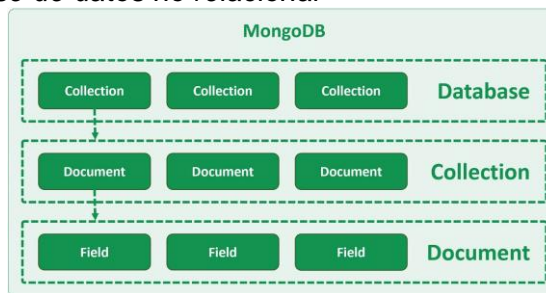 MongoDB
Collection Collection Collection Database
Document Document Document Collection
Field Field Field Document